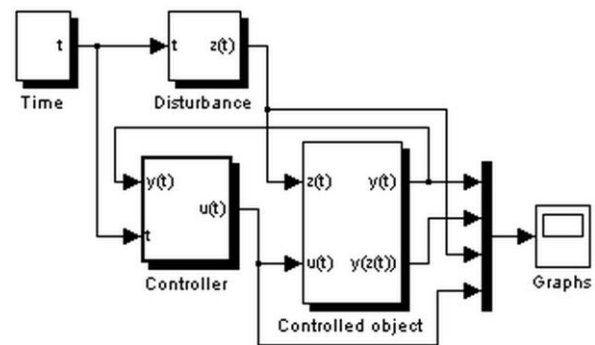 t
t
z(t)
Time
Disturbance
y(t)
u(t)
t
Controller
z(t)
y(t)
u(t)
y(z(t))
Controlled object
Graphs